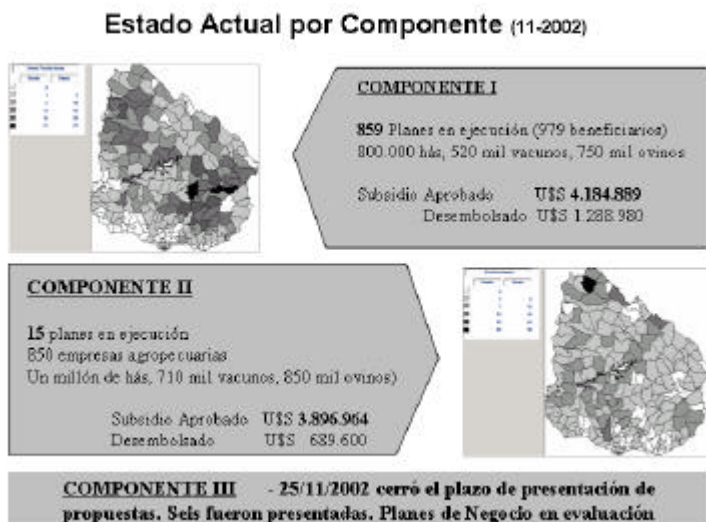 Estado Actual por Componente (11-2002)
COMPONENTE I
859 Planes en ejecución (979 beneficiarios)
800.000 hás, 520 mil vacunos, 750 mil ovinos
Subsidio Aprobado U$S 4.184.889
Desembolsado U$S 1.288.980
COMPONENTE II
15 planes en ejecución
850 empresas agropecuarias
Un millón de hás, 710 mil vacunos, 850 mil ovinos)
Subsidio Aprobado U$S 3.896.964
Desembolsado U$S 689.600
COMPONENTE III - 25/11/2002 cerró el plazo de presentación de
propuestas. Seis fueron presentadas. Planes de Negocio en evaluación